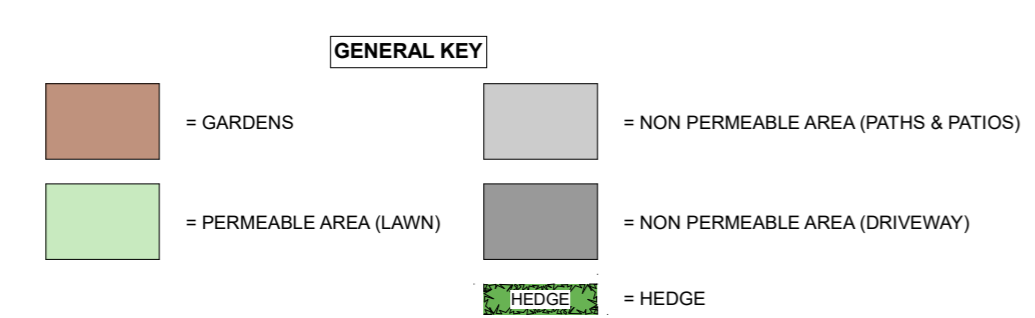 GENERAL KEY
= GARDENS
= NON PERMEABLE AREA (PATHS & PATIOS)
= PERMEABLE AREA (LAWN)
= NON PERMEABLE AREA (DRIVEWAY)
HEDGE = HEDGE